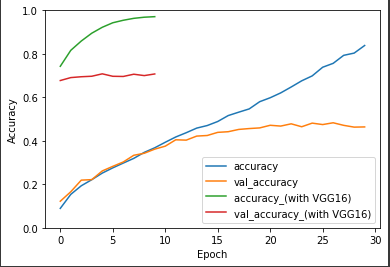 1.0
0.8
0.6
0.4
0.2
0.0
Accuracy
accuracy
val_accuracy
accuracy_(with VGG16)
val_accuracy_(with VGG16)
0 5 10 15 20 25 30
Epoch